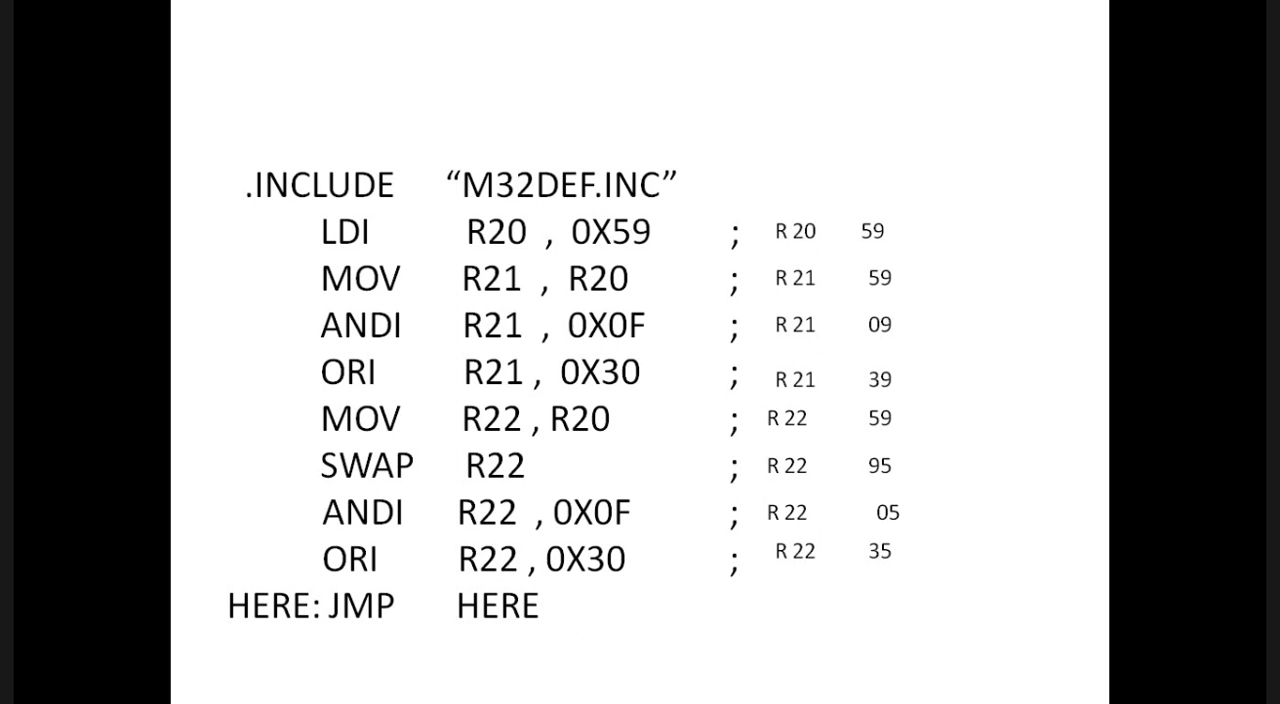 .INCLUDE “M32DEF.INC”
LDI R20 , 0X59 ; R 20 59
MOV R21 , R20 ; R 21 59
ANDI R21 , 0X0F ; R 21 09
ORI R21 , 0X30 ; R 21 39
MOV R22 , R20 ; R 22 59
SWAP R22 ; R 22 95
ANDI R22 , 0X0F ; R 22 05
ORI R22 , 0X30 ; R 22 35
HERE: JMP HERE